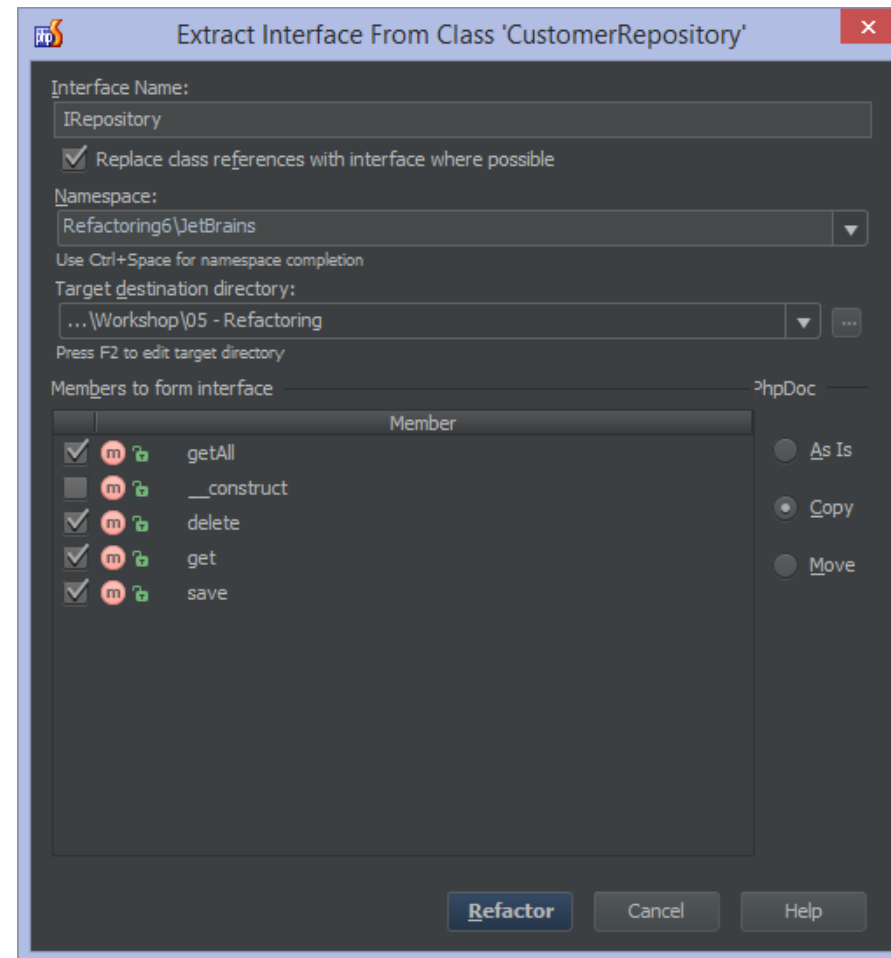 Extract Interface From Class 'CustomerRepository'
Interface Name:
IRepository
Replace class references with interface where possible
Namespace:
Refactoring6\JetBrains
Use Ctrl+Space for namespace completion
Target destination directory:
...\Workshop\05 - Refactoring
...
Press F2 to edit target directory
Members to form interface
PhpDoc
Member
getAll
__construct
delete
get
save
As Is
Copy
Move
Refactor
Cancel
Help